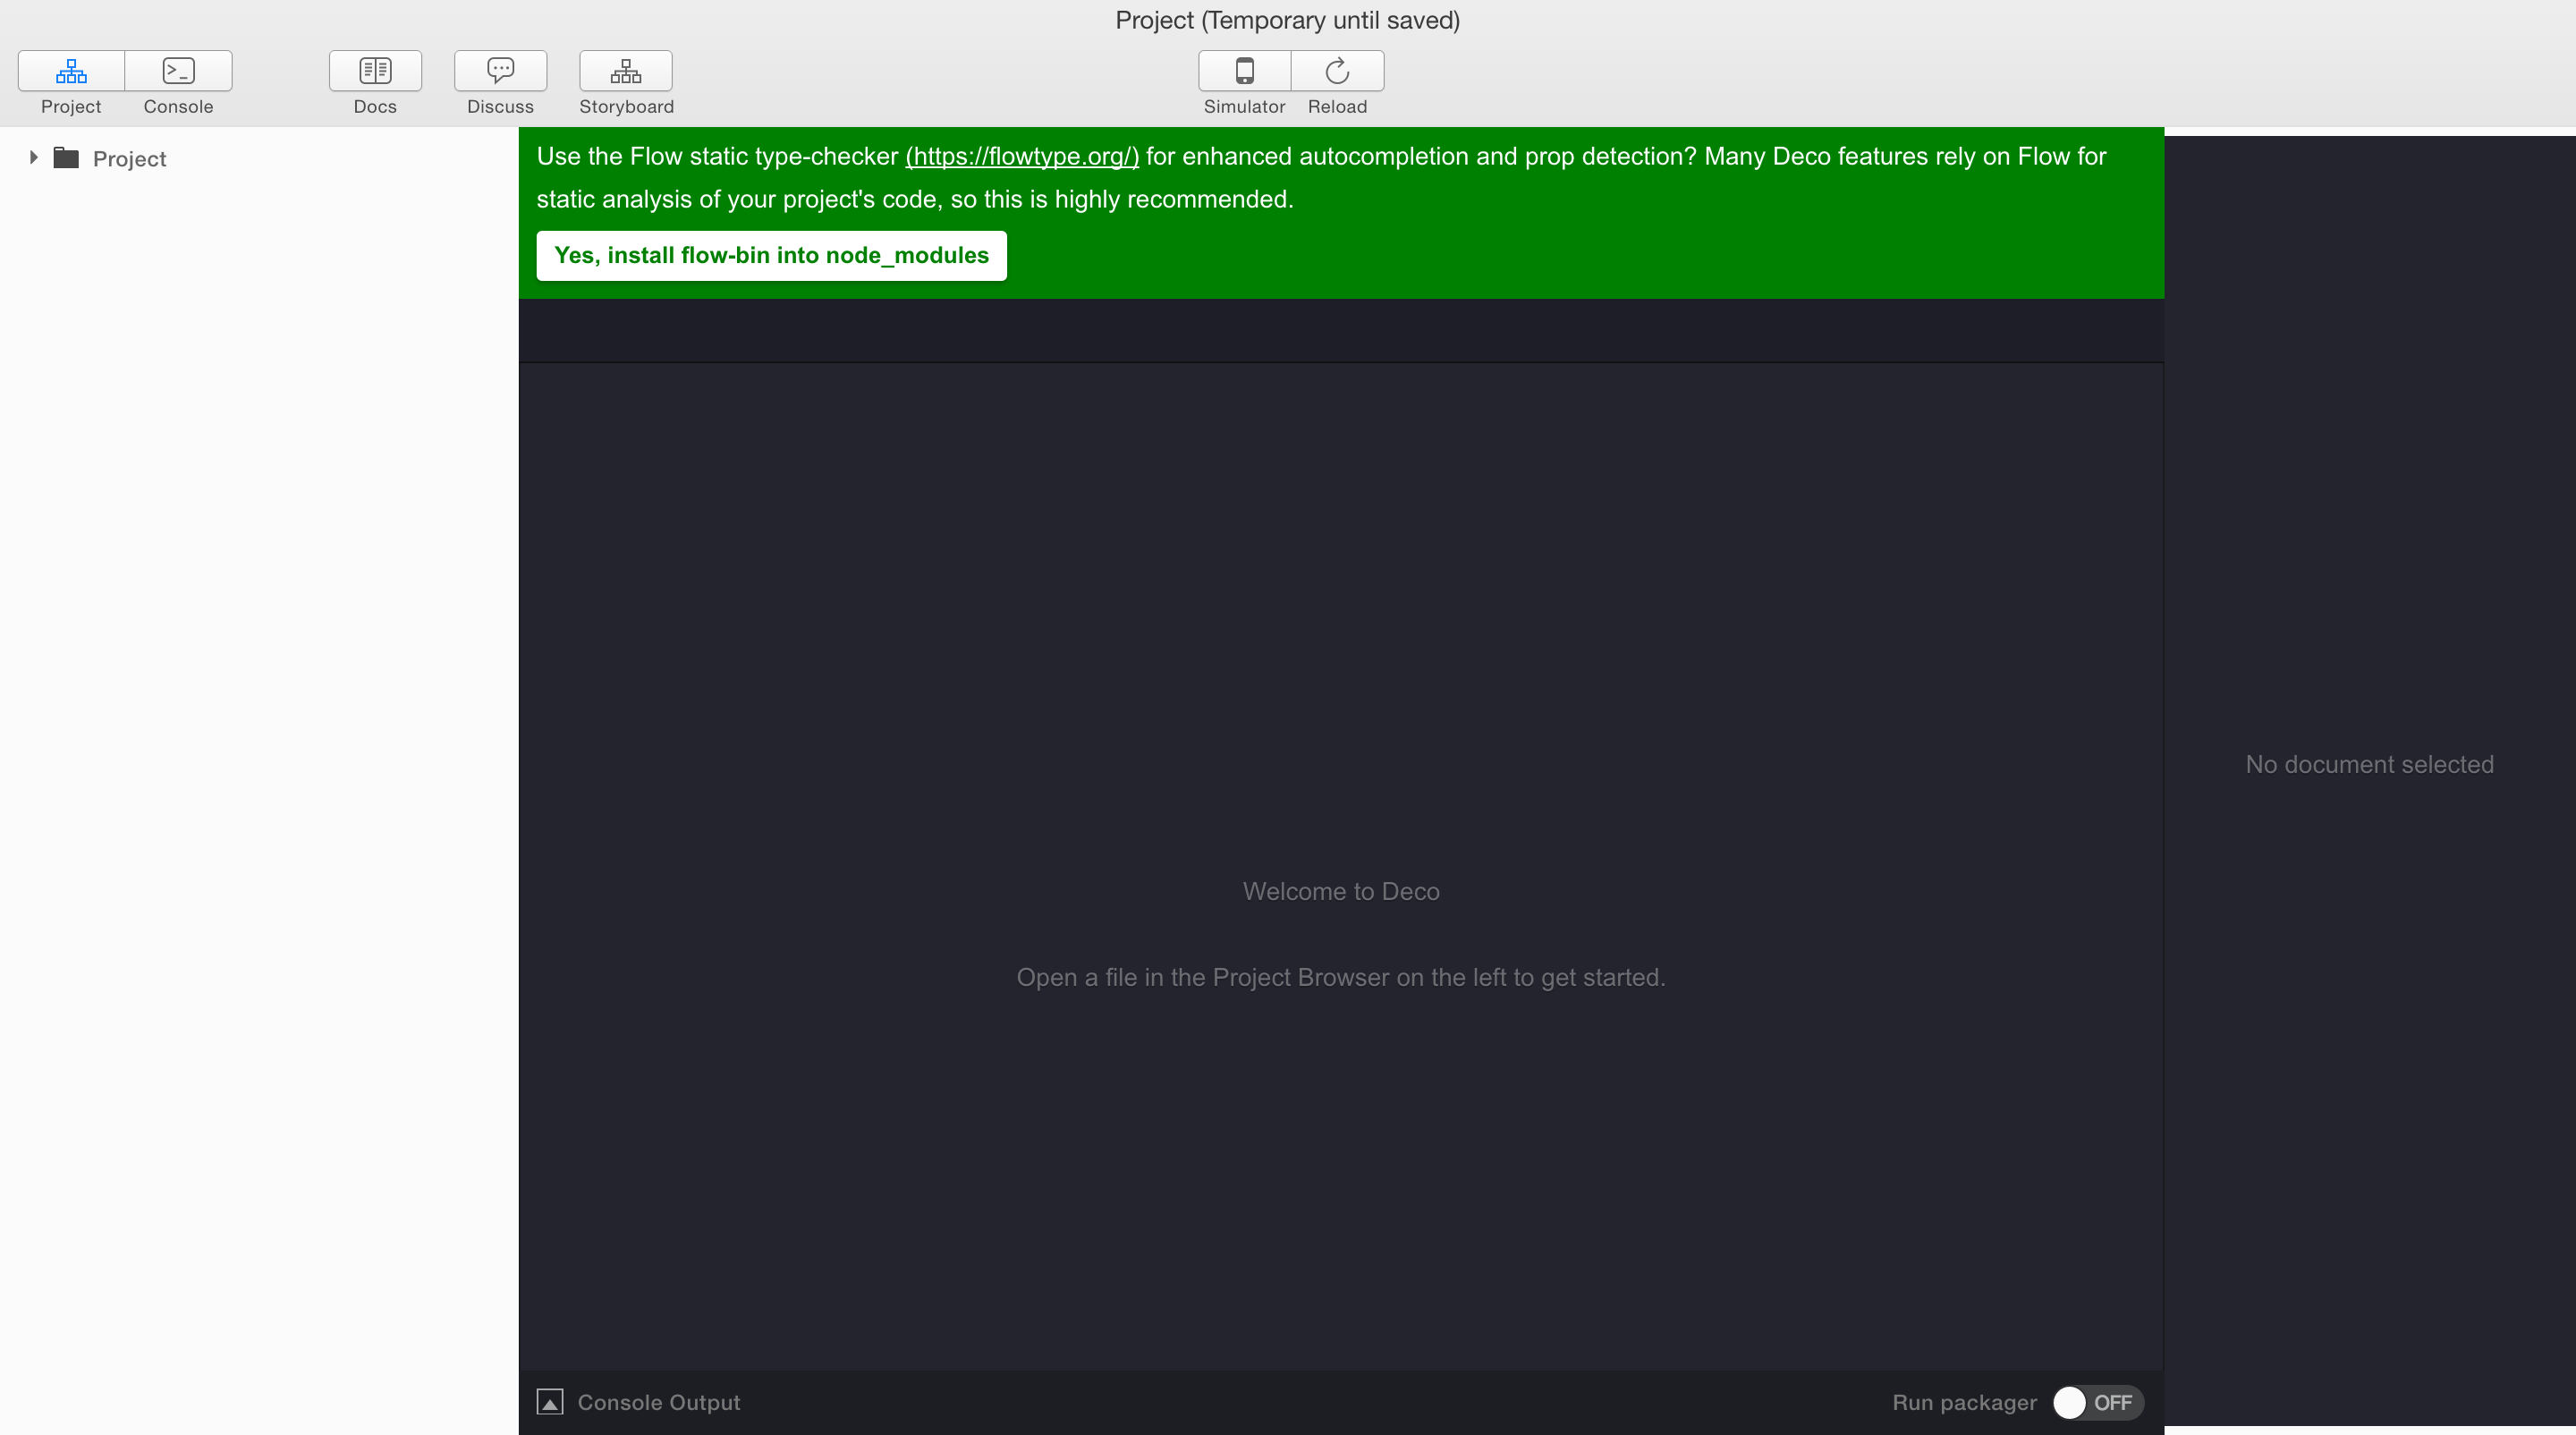 Project (Temporary until saved)
Project
Console
Docs
Discuss
Storyboard
Simulator
Reload
Project
Use the Flow static type-checker (https://flowtype.org/) for enhanced autocompletion and prop detection? Many Deco features rely on Flow for
static analysis of your project's code, so this is highly recommended.
Yes, install flow-bin into node_modules
No document selected
Welcome to Deco
Open a file in the Project Browser on the left to get started.
Console Output
Run packager
OFF